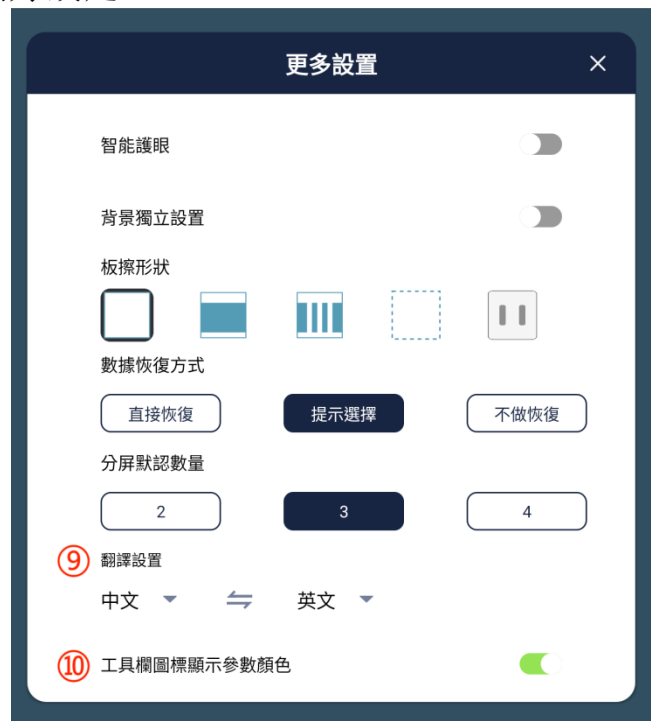 更多設置
智能護眼
背景獨立設置
板擦形狀
數據恢復方式
直接恢復 提示選擇 不做恢復
分屏默認數量
2 3 4
⑨ 翻譯設置
中文 英文
⑩ 工具欄圖標顯示參數顏色